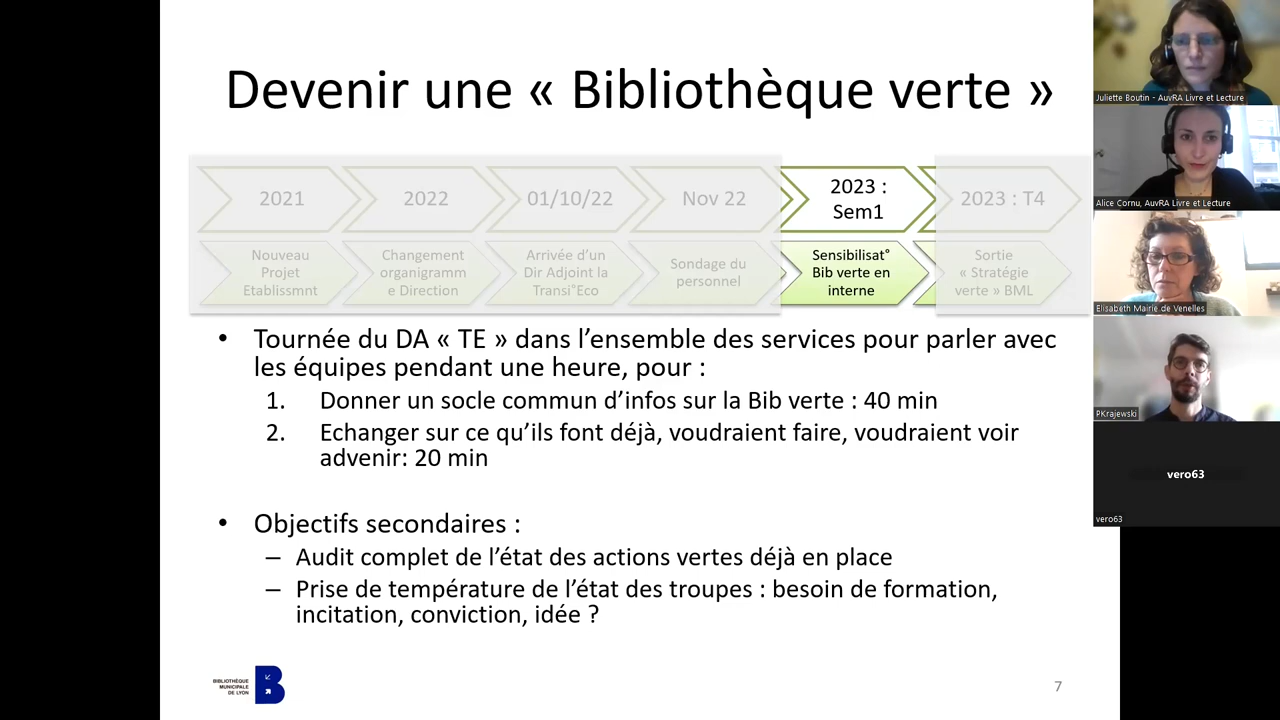 Devenir une « Bibliothèque verte »
2021
2022
01/10/22
Nov 22
2023 :
Sem1
2023 : T4
Nouveau
Projet
Etablissmnt
Changement
organigramm
e Direction
Arrivée d’un
Dir Adjoint la
Transi°Eco
Sondage du
personnel
Sensibilisat°
Bib verte en
interne
Sortie
« Stratégie
verte » BML
• Tournée du DA « TE » dans l’ensemble des services pour parler avec
les équipes pendant une heure, pour :
1. Donner un socle commun d’infos sur la Bib verte : 40 min
2. Echanger sur ce qu’ils font déjà, voudraient faire, voudraient voir
advenir: 20 min
• Objectifs secondaires :
– Audit complet de l’état des actions vertes déjà en place
– Prise de température de l’état des troupes : besoin de formation,
incitation, conviction, idée ?
BIBLIOTHÈQUE
MUNICIPALE
DE LYON
B
7
Juliette Boutin - AuvRA Livre et Lecture
Alice Cornu, AuvRA Livre et Lecture
Elisabeth Mairie de Venelles
PKrajewski
vero63
vero63